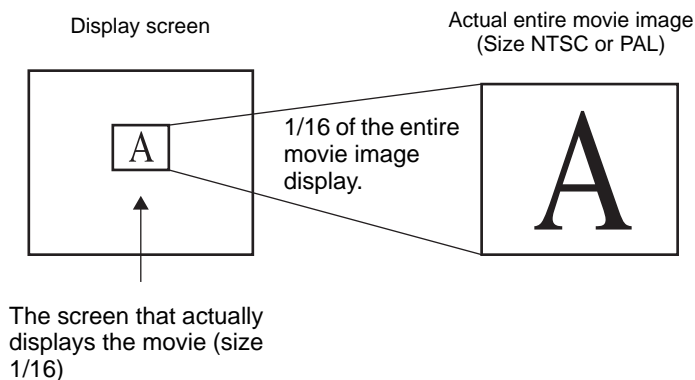 Display screen
Actual entire movie image
(Size NTSC or PAL)
A
1/16 of the entire
movie image
display.
A
The screen that actually
displays the movie (size
1/16)